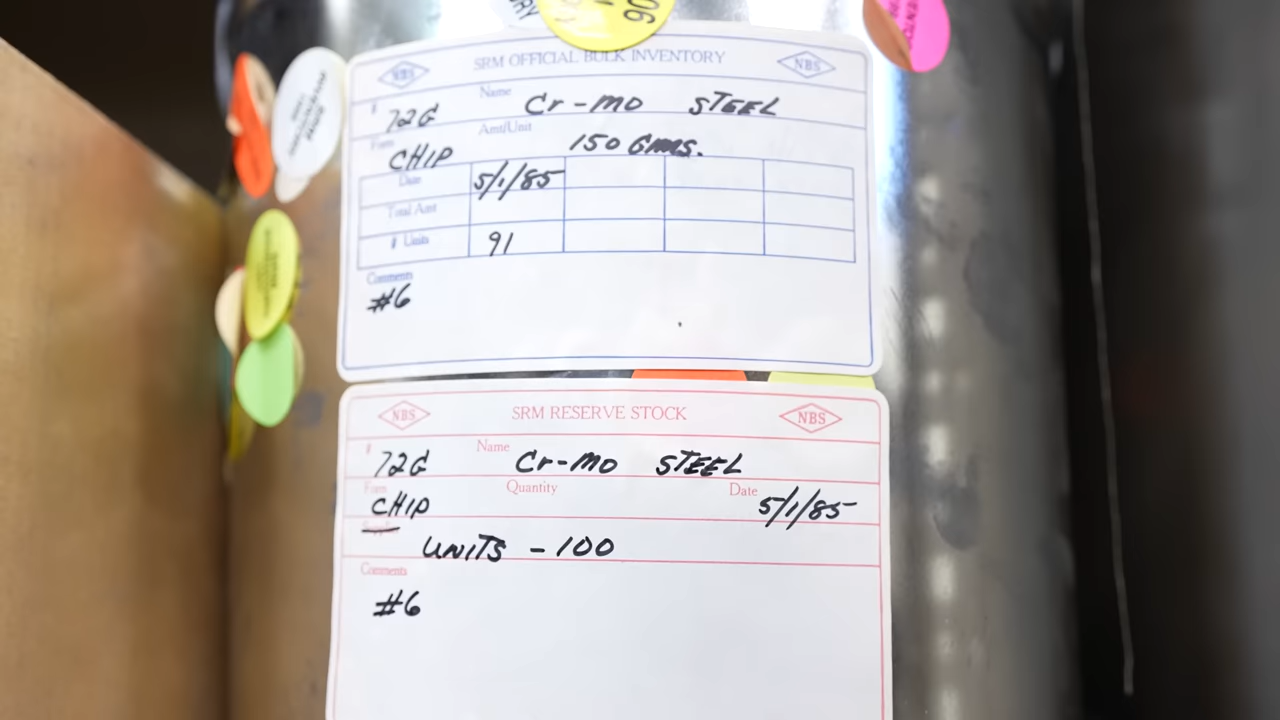 06
SRM OFFICIAL BULK INVENTORY
NBS NBS
# 72G Name Cr-Mo STEEL
Form CHIP Amt/Unit 150 Gms.
Date 5/1/85
Total Amt
# Units 91
Comments
#6
NBS SRM RESERVE STOCK NBS
# 72G Name Cr-Mo STEEL
Form CHIP Quantity Date 5/1/85
UNITS - 100
Comments
#6